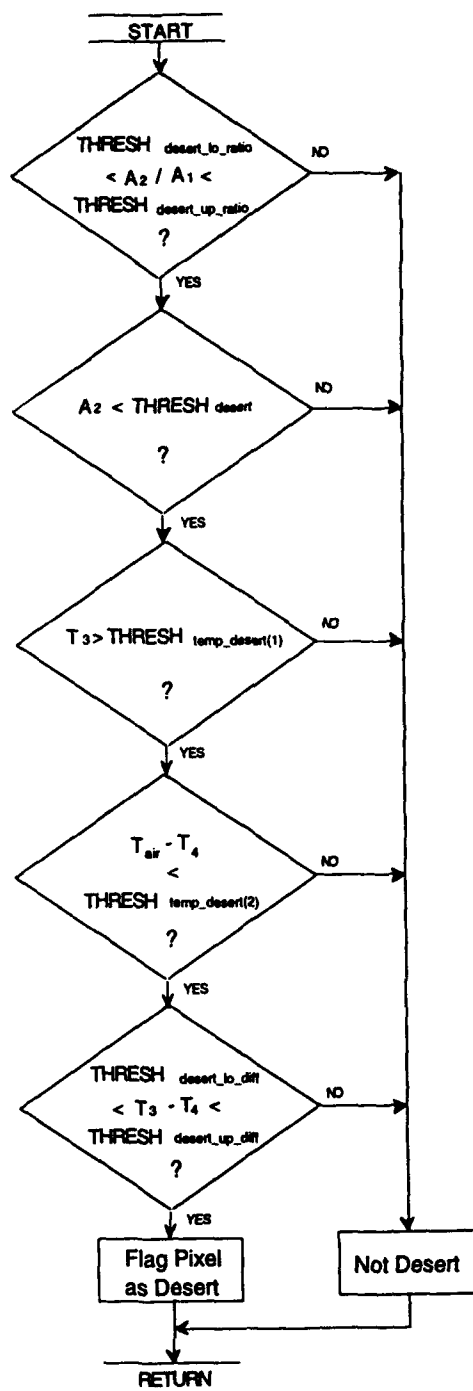 START
THRESH desert_lo_ratio
< A2 / A1 <
THRESH desert_up_ratio
?
NO
YES
A2 < THRESH desert
?
NO
YES
T3 > THRESH temp_desert(1)
?
NO
YES
Tair - T4
<
THRESH temp_desert(2)
?
NO
YES
THRESH desert_lo_diff
< T3 - T4 <
THRESH desert_up_diff
?
NO
YES
Flag Pixel
as Desert
Not Desert
RETURN